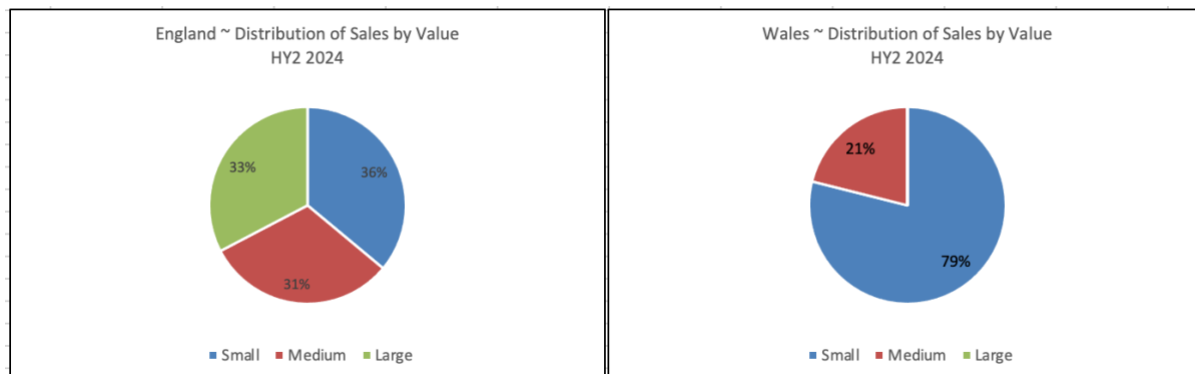 England ~ Distribution of Sales by Value
HY2 2024
33%
36%
31%
Small Medium Large
Wales ~ Distribution of Sales by Value
HY2 2024
21%
79%
Small Medium Large